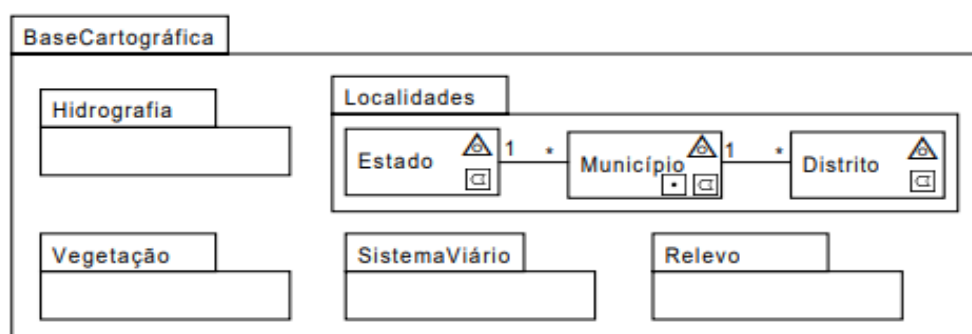 BaseCartográfica
Hidrografia
Localidades
Estado 1 * Município 1 * Distrito
Vegetação
SistemaViário
Relevo